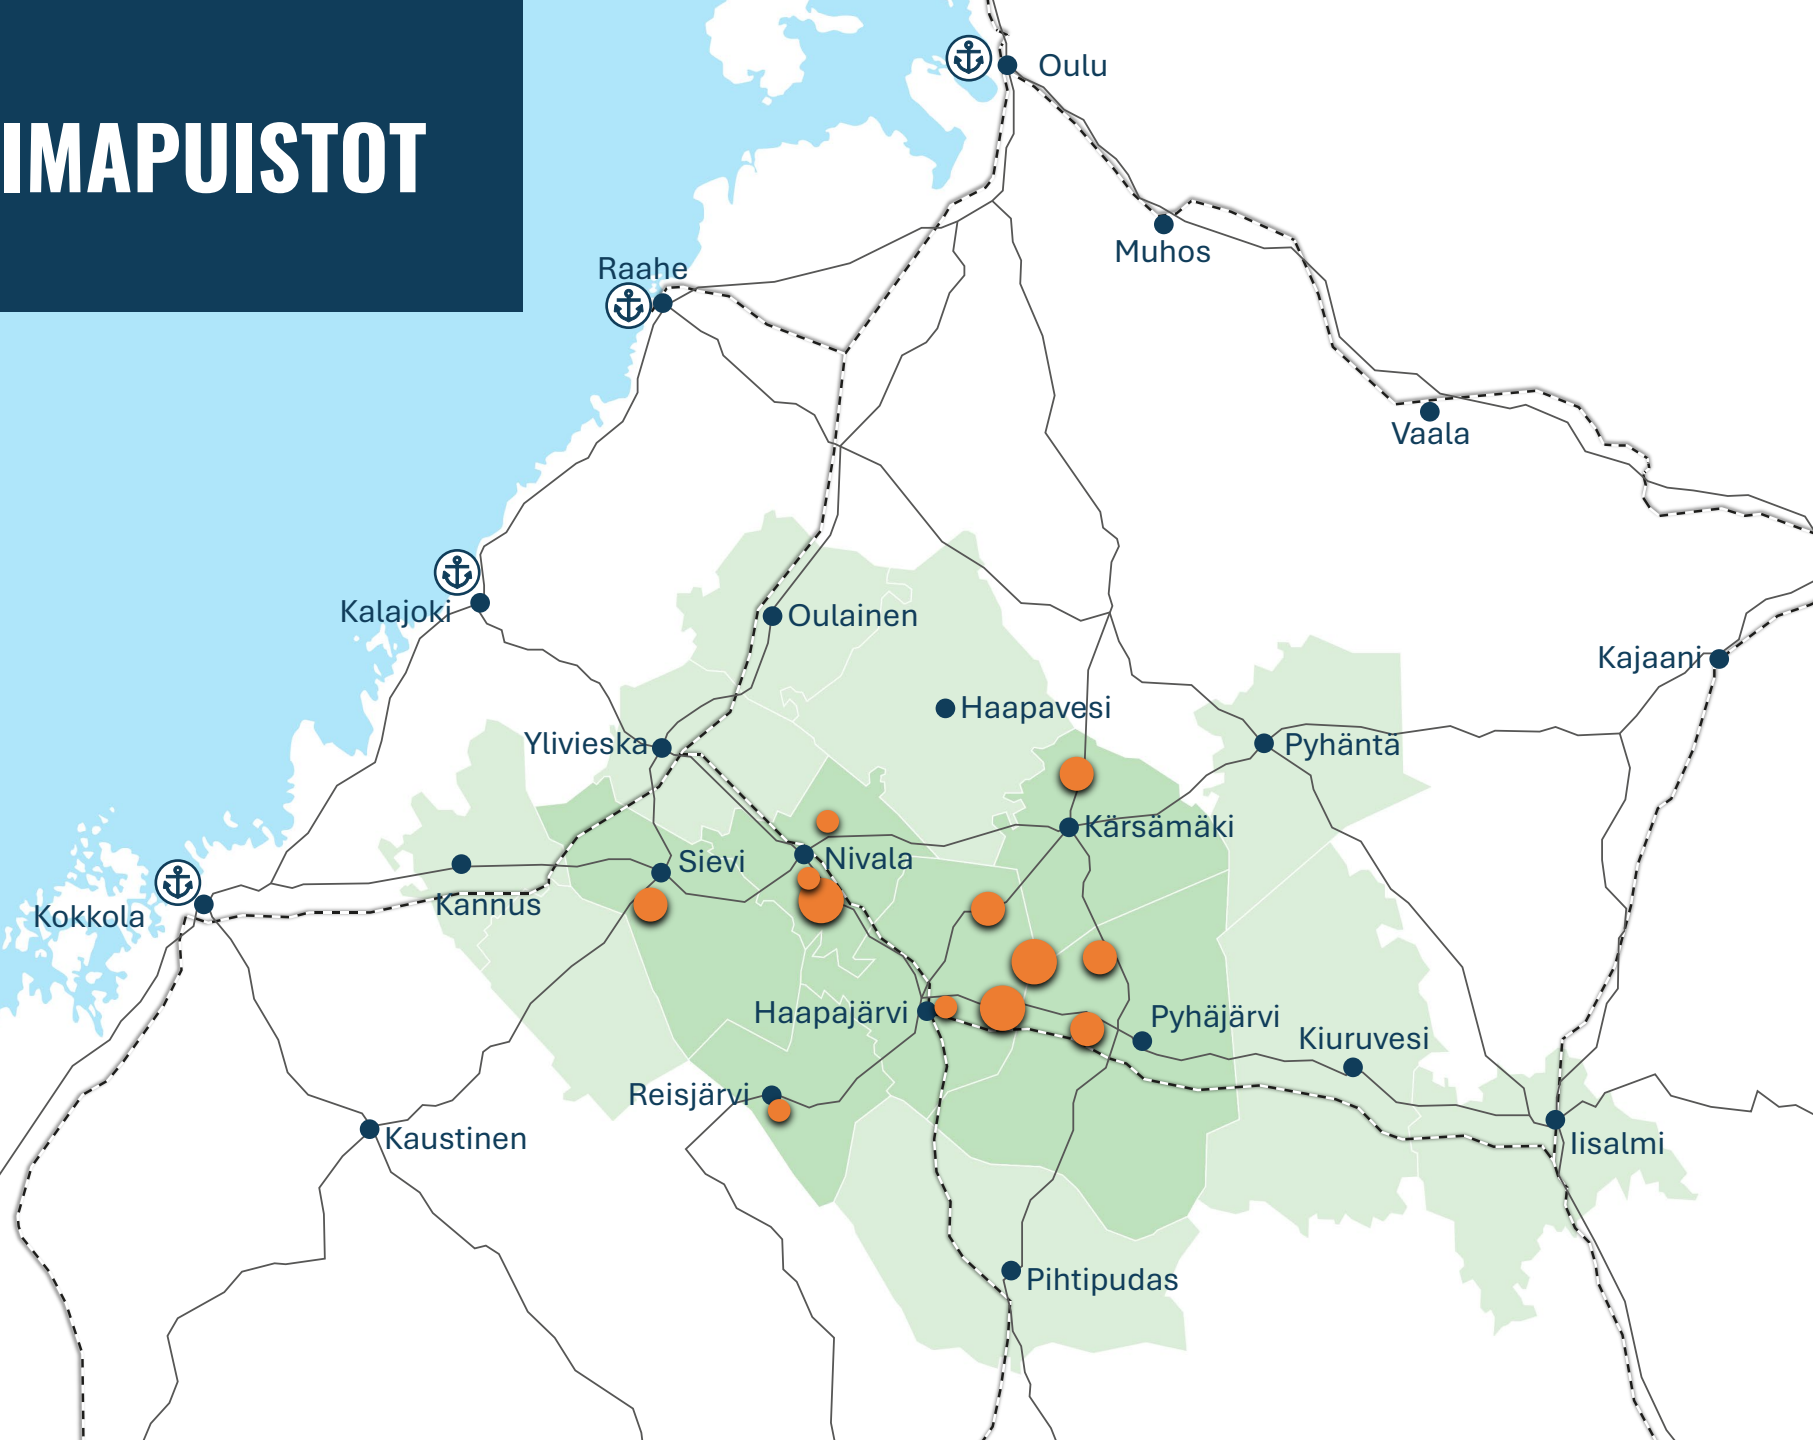 IMAPUISTOT
Oulu
Muhos
Raahe
Vaala
Kalajoki
Oulainen
Kajaani
Haapavesi
Ylivieska
Pyhäntä
Kärsämäki
Sievi
Nivala
Kannus
Kokkola
Haapajärvi
Pyhäjärvi
Kiuruvesi
Reisjärvi
Kaustinen
Iisalmi
Pihtipudas